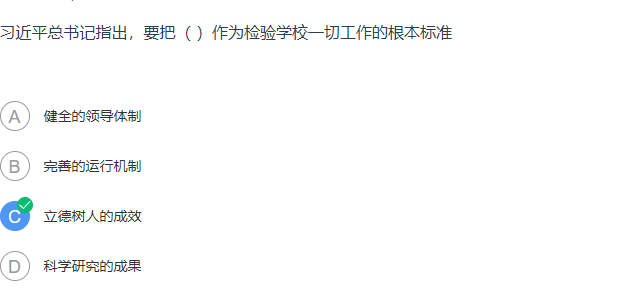 习近平总书记指出，要把（ ）作为检验学校一切工作的根本标准
A 健全的领导体制
B 完善的运行机制
C 立德树人的成效
D 科学研究的成果